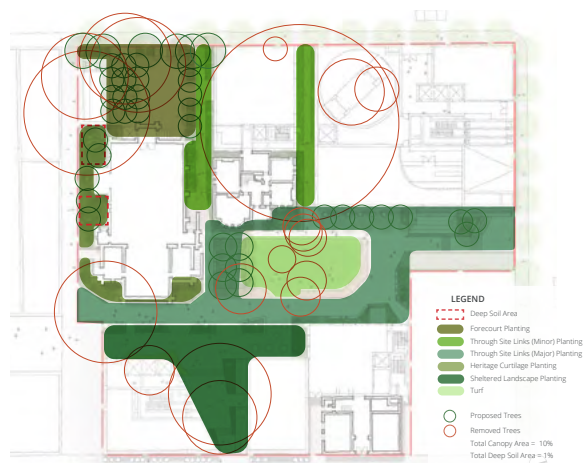 LEGEND
Deep Soil Area
Forecourt Planting
Through Site Links (Minor) Planting
Through Site Links (Major) Planting
Heritage Curtilage Planting
Sheltered Landscape Planting
Turf
Proposed Trees
Removed Trees
Total Canopy Area = 10%
Total Deep Soil Area = 1%